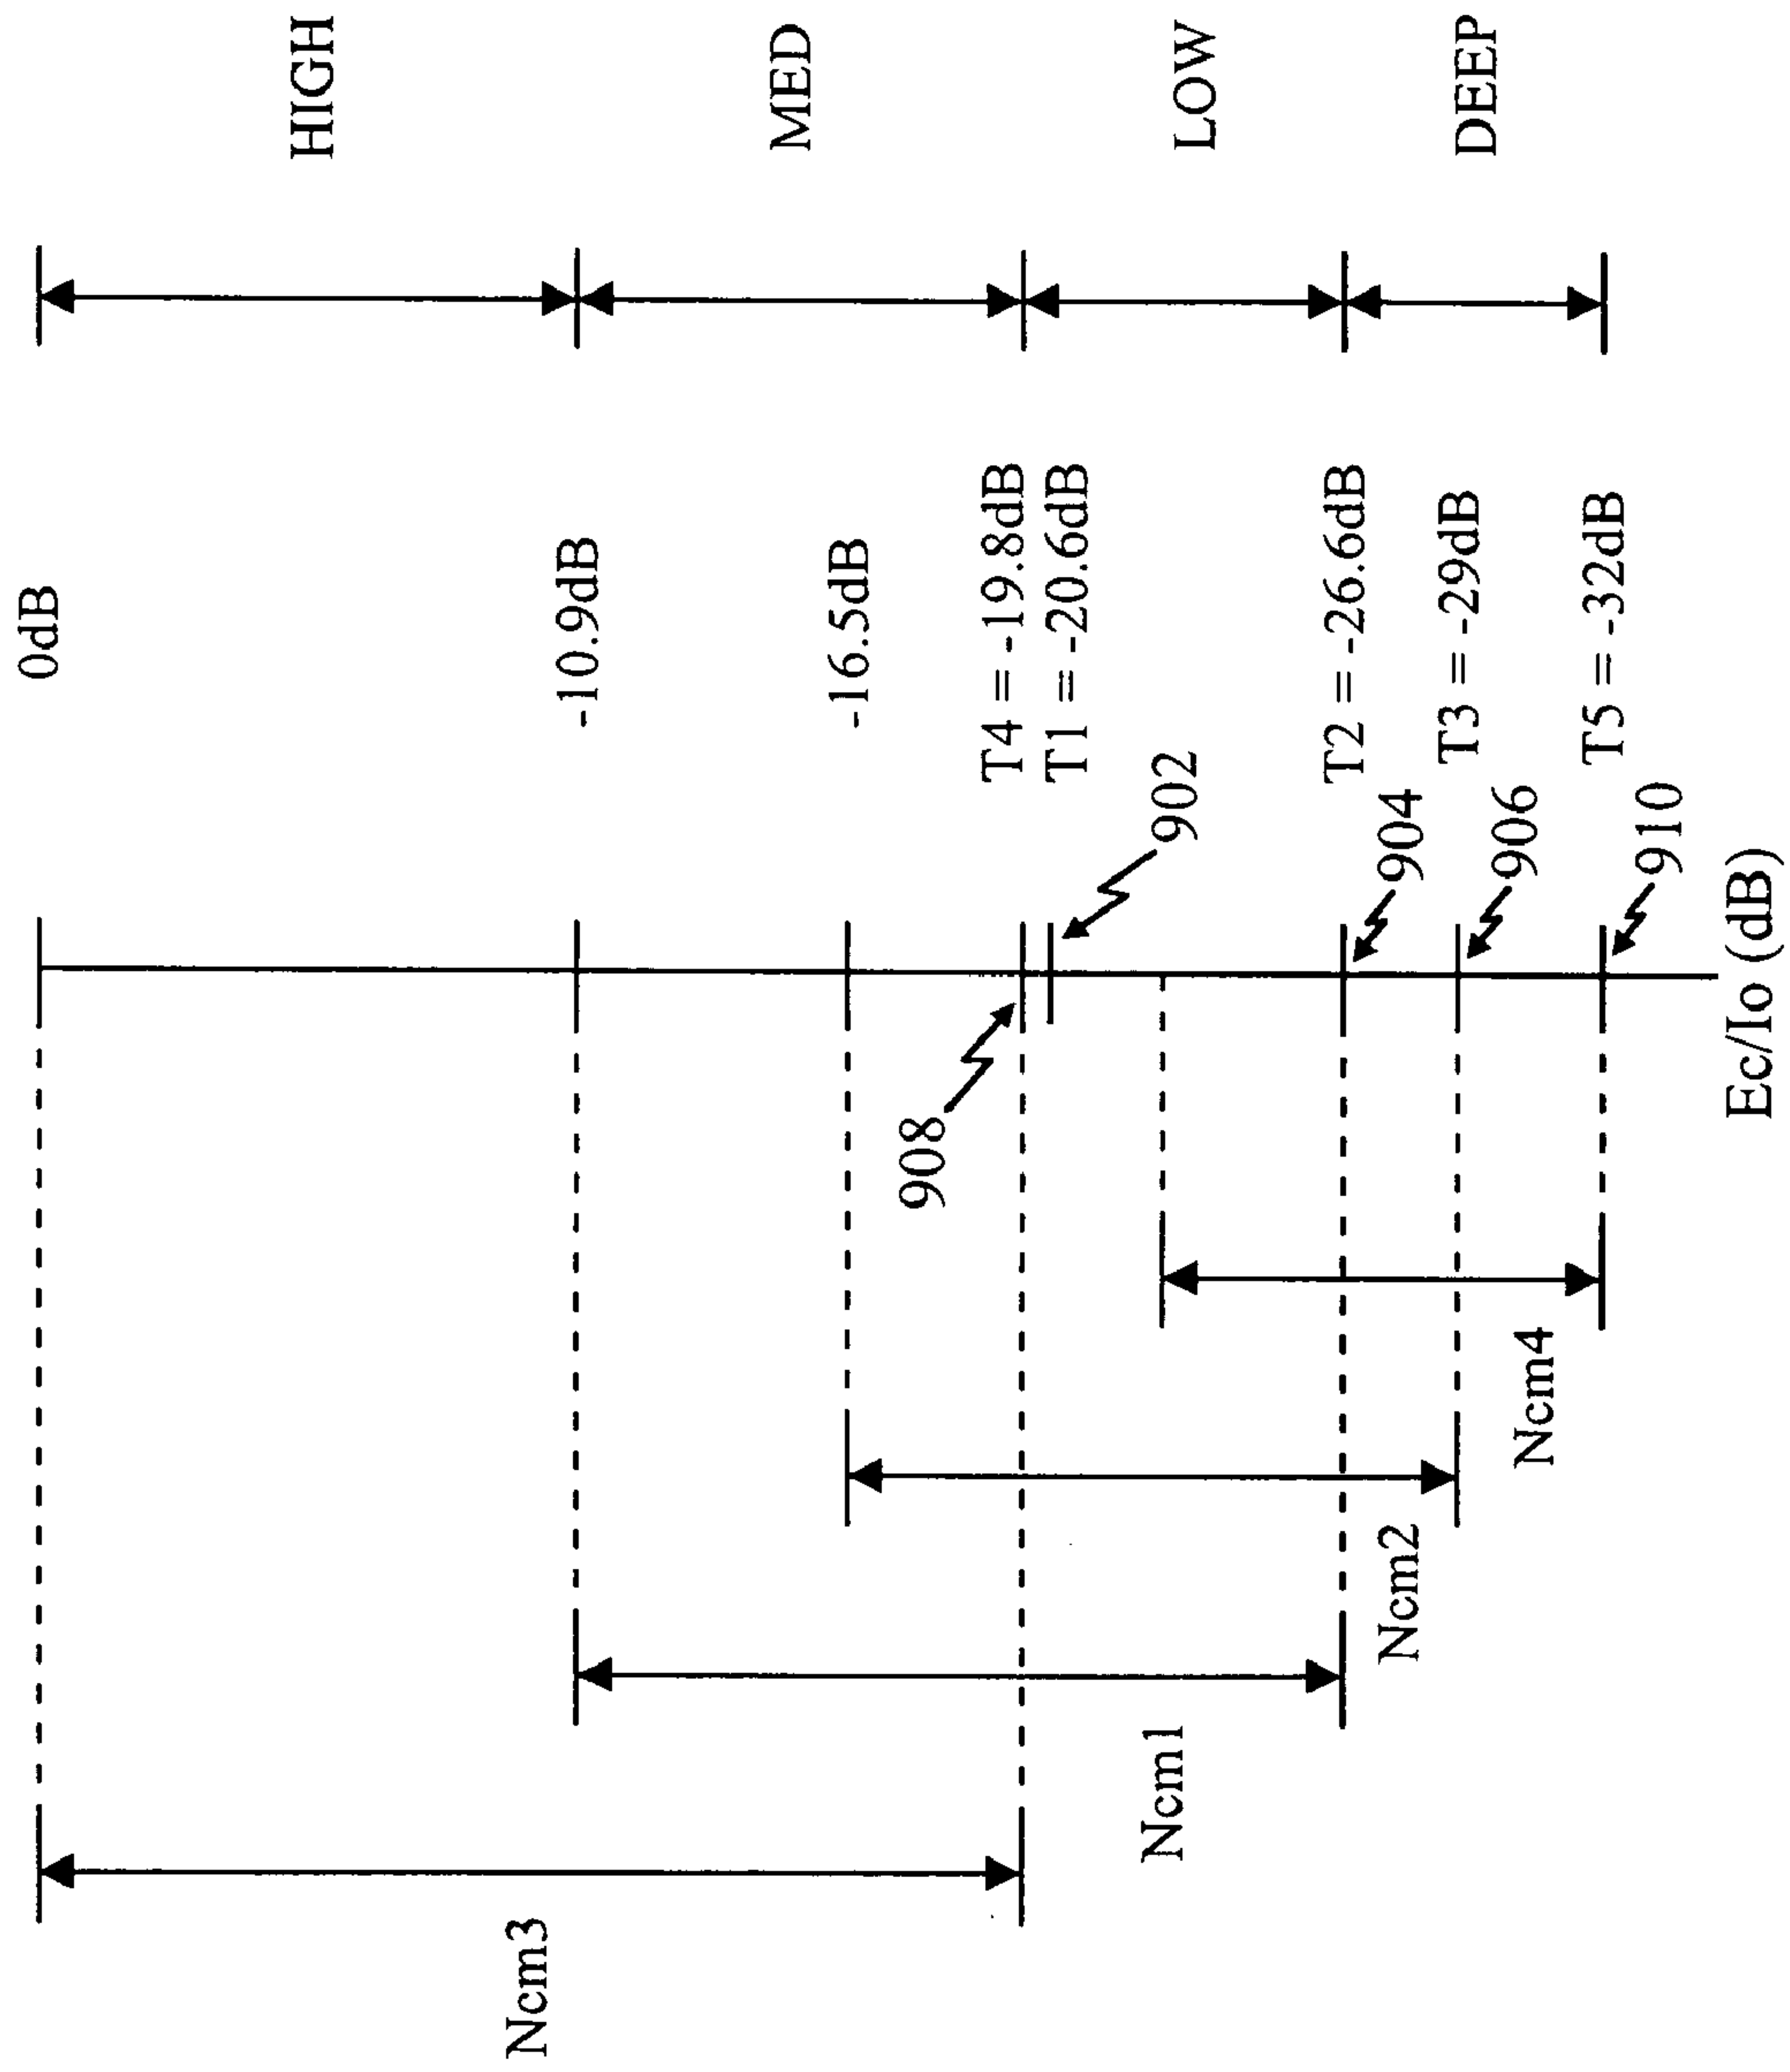 HIGH
MED
LOW
DEEP
0dB
-10.9dB
-16.5dB
T4 = -19.8dB
T1 = -20.6dB
T2 = -26.6dB
T3 = -29dB
T5 = -32dB
902
904
906
910
908
Ec/Io (dB)
Ncm4
Ncm2
Ncm1
Ncm3